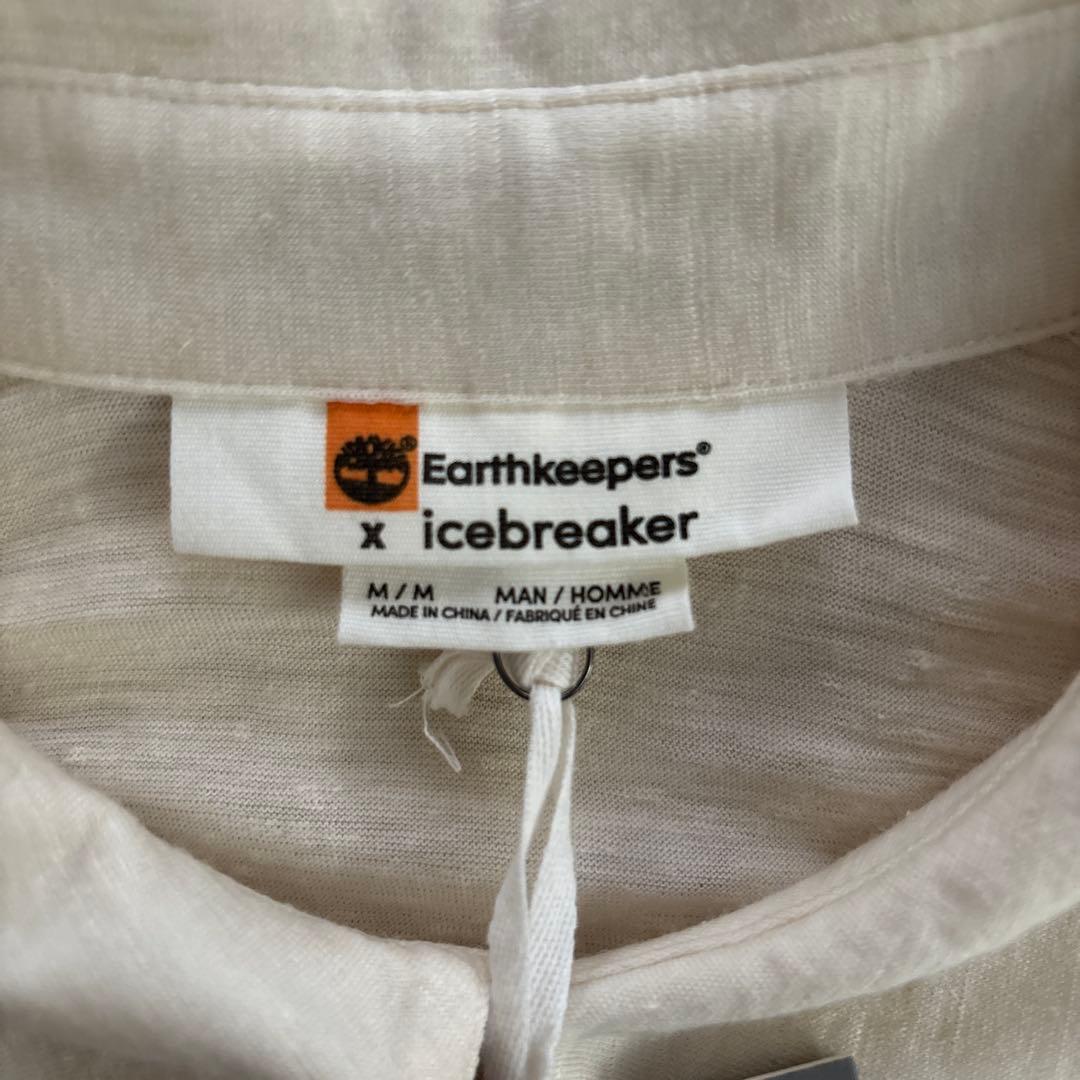 Earthkeepers®
x icebreaker
M / M MAN / HOMME
MADE IN CHINA / FABRIQUÉ EN CHINE